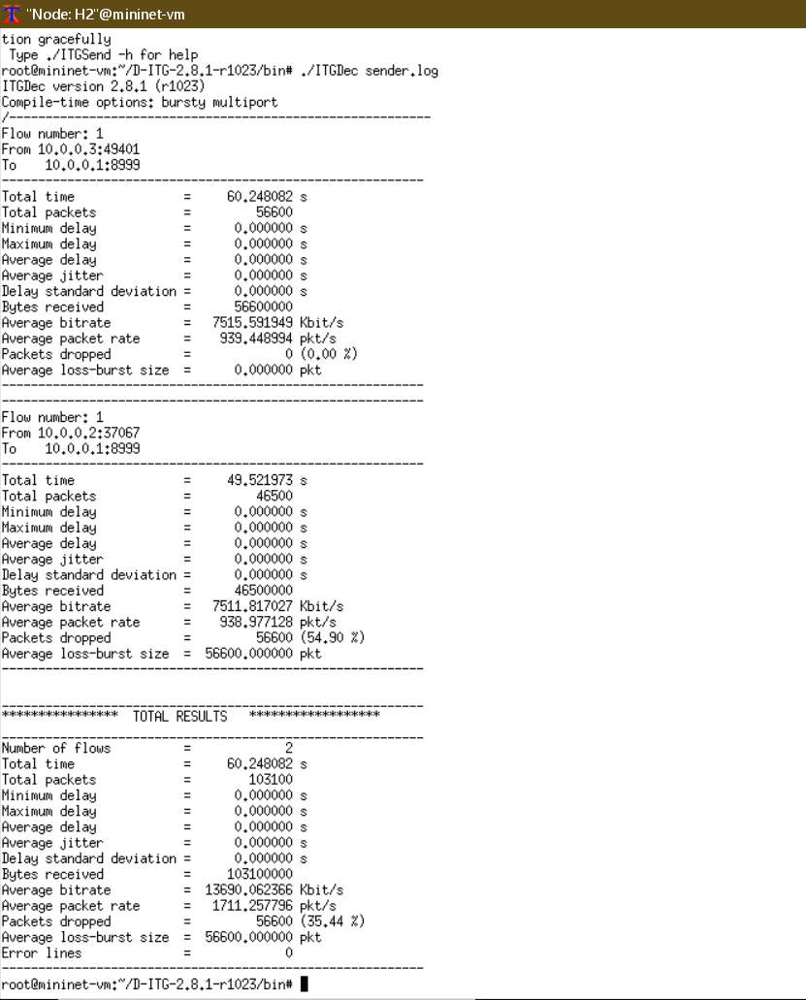 "Node: H2"@mininet-vm
tion gracefully
 Type ./ITGSend -h for help
root@mininet-vm:~/D-ITG-2.8.1-r1023/bin# ./ITGDec sender.log
ITGDec version 2.8.1 (r1023)
Compile-time options: bursty multiport
/----------------------------------------------------------
Flow number: 1
From 10.0.0.3:49401
To    10.0.0.1:8999
----------------------------------------------------------
Total time               =     60.248082 s
Total packets            =         56600
Minimum delay            =      0.000000 s
Maximum delay            =      0.000000 s
Average delay            =      0.000000 s
Average jitter           =      0.000000 s
Delay standard deviation =      0.000000 s
Bytes received           =      56600000
Average bitrate          =   7515.591949 Kbit/s
Average packet rate      =    939.448994 pkt/s
Packets dropped          =             0 (0.00 %)
Average loss-burst size  =      0.000000 pkt
----------------------------------------------------------
----------------------------------------------------------
Flow number: 1
From 10.0.0.2:37067
To    10.0.0.1:8999
----------------------------------------------------------
Total time               =     49.521973 s
Total packets            =         46500
Minimum delay            =      0.000000 s
Maximum delay            =      0.000000 s
Average delay            =      0.000000 s
Average jitter           =      0.000000 s
Delay standard deviation =      0.000000 s
Bytes received           =      46500000
Average bitrate          =   7511.817027 Kbit/s
Average packet rate      =    938.977128 pkt/s
Packets dropped          =         56600 (54.90 %)
Average loss-burst size  =  56600.000000 pkt
----------------------------------------------------------
__________________________________________________________
****************  TOTAL RESULTS   ******************
__________________________________________________________
Number of flows          =             2
Total time               =     60.248082 s
Total packets            =        103100
Minimum delay            =      0.000000 s
Maximum delay            =      0.000000 s
Average delay            =      0.000000 s
Average jitter           =      0.000000 s
Delay standard deviation =      0.000000 s
Bytes received           =     103100000
Average bitrate          =  13690.062366 Kbit/s
Average packet rate      =   1711.257796 pkt/s
Packets dropped          =         56600 (35.44 %)
Average loss-burst size  =  56600.000000 pkt
Error lines              =             0
----------------------------------------------------------
root@mininet-vm:~/D-ITG-2.8.1-r1023/bin#